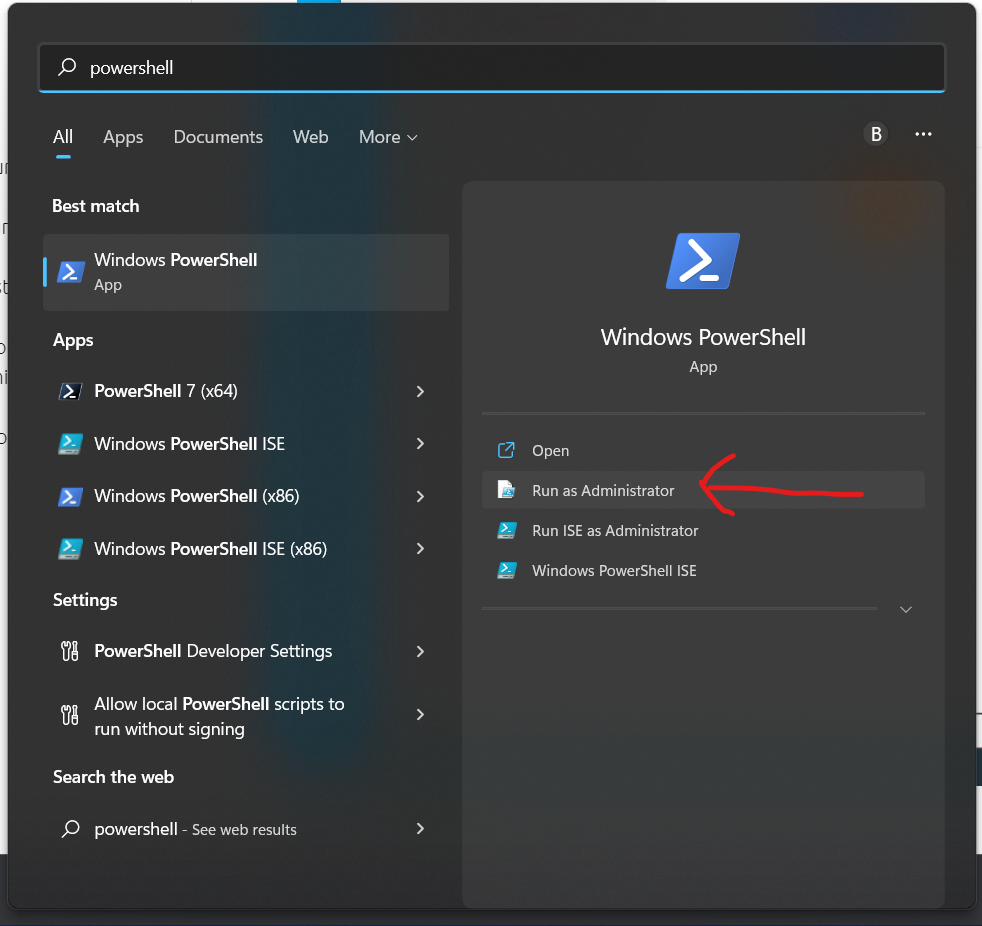 powershell
All Apps Documents Web More B
Best match
Windows PowerShell
App
Apps
PowerShell 7 (x64)
Windows PowerShell ISE
Windows PowerShell (x86)
Windows PowerShell ISE (x86)
Settings
PowerShell Developer Settings
Allow local PowerShell scripts to
run without signing
Search the web
powershell - See web results
Windows PowerShell
App
Open
Run as Administrator
Run ISE as Administrator
Windows PowerShell ISE